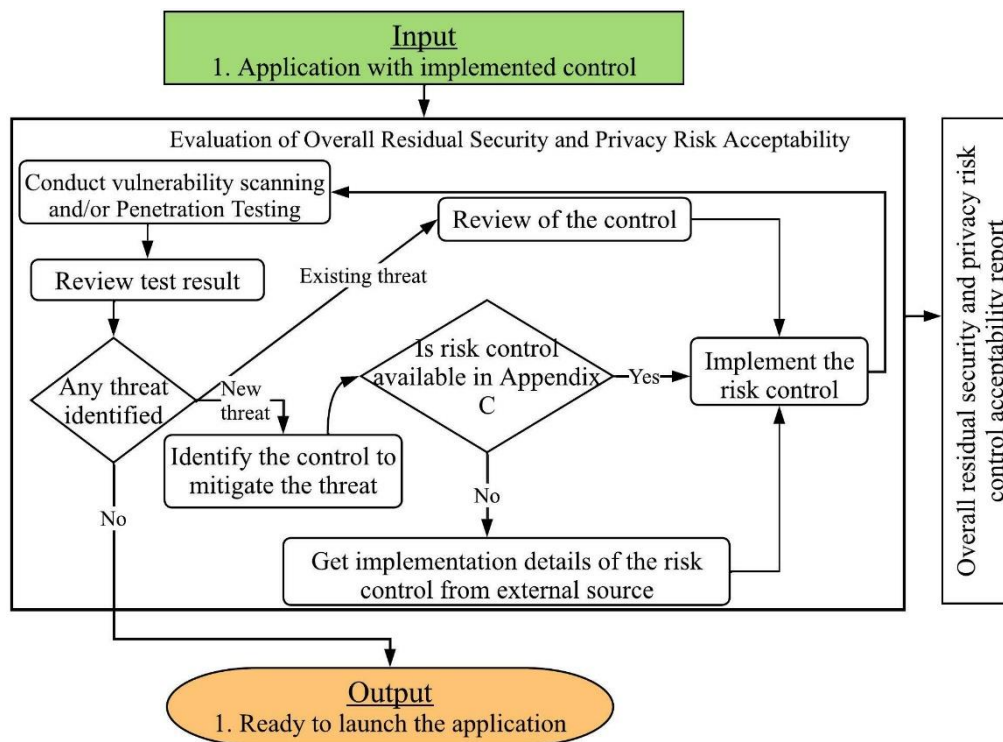 Input
1. Application with implemented control
Evaluation of Overall Residual Security and Privacy Risk Acceptability
Conduct vulnerability scanning
and/or Penetration Testing
Review of the control
Review test result
Existing threat
Any threat
identified
New
threat
Is risk control
available in Appendix
C
Yes
Implement the
risk control
Identify the control to
mitigate the threat
No
No
Get implementation details of the risk
control from external source
Overall residual security and privacy risk
control acceptability report
Output
1. Ready to launch the application